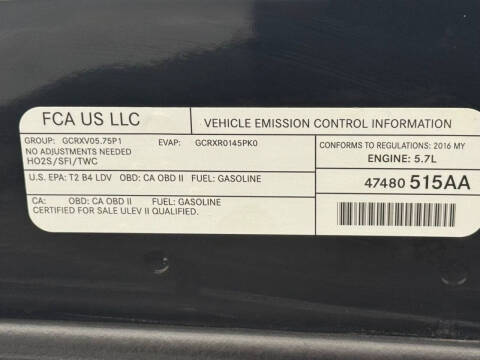 FCA US LLC
VEHICLE EMISSION CONTROL INFORMATION
GROUP: GCRXV05.75P1 EVAP: GCRXR0145PK0
NO ADJUSTMENTS NEEDED
HO2S/SFI/TWC
CONFORMS TO REGULATIONS: 2016 MY
ENGINE: 5.7L
U.S. EPA: T2 B4 LDV OBD: CA OBD II FUEL: GASOLINE
47480 515AA
CA: OBD: CA OBD II FUEL: GASOLINE
CERTIFIED FOR SALE ULEV II QUALIFIED.